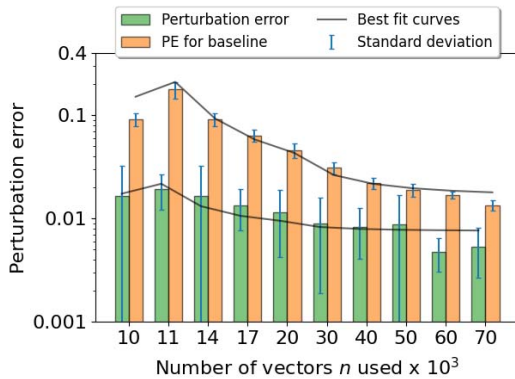 Perturbation error
Best fit curves
PE for baseline
Standard deviation
0.4
0.1
0.01
0.001
Perturbation error
10 11 14 17 20 30 40 50 60 70
Number of vectors n used x 10³